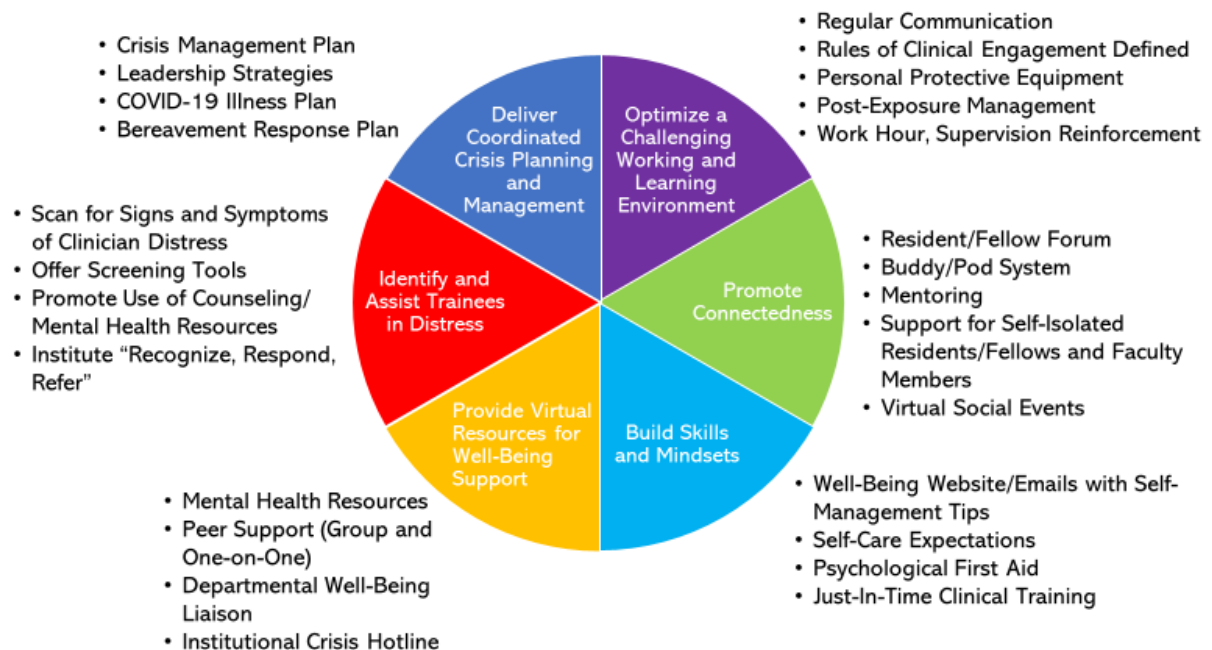 • Crisis Management Plan
• Leadership Strategies
• COVID-19 Illness Plan
• Bereavement Response Plan
Deliver
Coordinated
Crisis Planning
and
Management
Optimize a
Challenging
Working and
Learning
Environment
• Regular Communication
• Rules of Clinical Engagement Defined
• Personal Protective Equipment
• Post-Exposure Management
• Work Hour, Supervision Reinforcement
• Scan for Signs and Symptoms
of Clinician Distress
• Offer Screening Tools
• Promote Use of Counseling/
Mental Health Resources
• Institute “Recognize, Respond,
Refer”
Identify and
Assist Trainees
in Distress
Promote
Connectedness
• Resident/Fellow Forum
• Buddy/Pod System
• Mentoring
• Support for Self-Isolated
Residents/Fellows and Faculty
Members
• Virtual Social Events
Provide Virtual
Resources for
Well-Being
Support
Build Skills
and Mindsets
• Mental Health Resources
• Peer Support (Group and
One-on-One)
• Departmental Well-Being
Liaison
• Institutional Crisis Hotline
• Well-Being Website/Emails with Self-
Management Tips
• Self-Care Expectations
• Psychological First Aid
• Just-In-Time Clinical Training